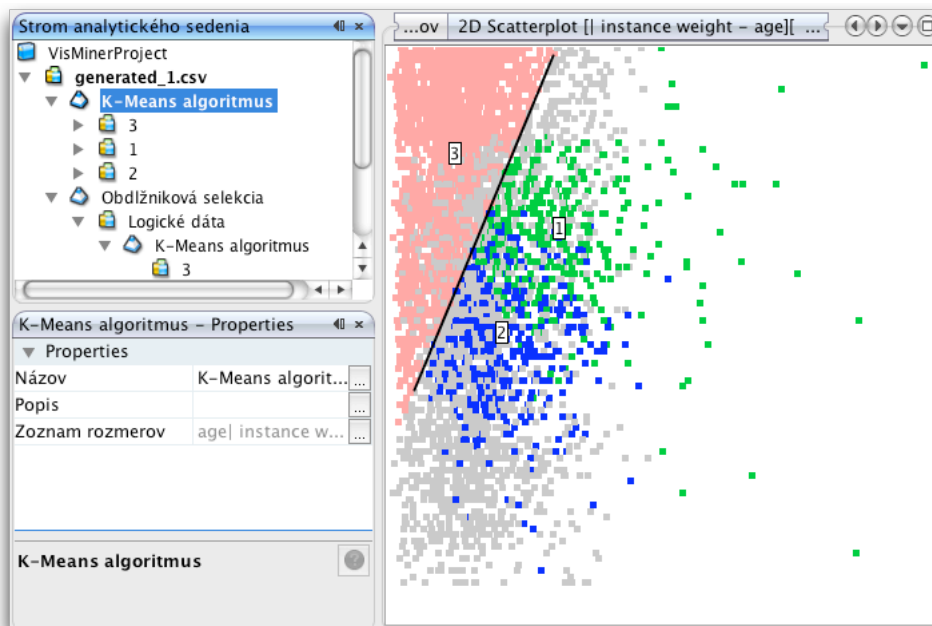 Strom analytického sedenia
VisMinerProject
generated_1.csv
K-Means algoritmus
3
1
2
Obdĺžniková selekcia
Logické dáta
K-Means algoritmus
3
K-Means algoritmus – Properties
Properties
Názov K-Means algorit... ...
Popis ...
Zoznam rozmerov age| instance w... ...
K-Means algoritmus
...ov 2D Scatterplot [| instance weight – age][ ...
3
1
2